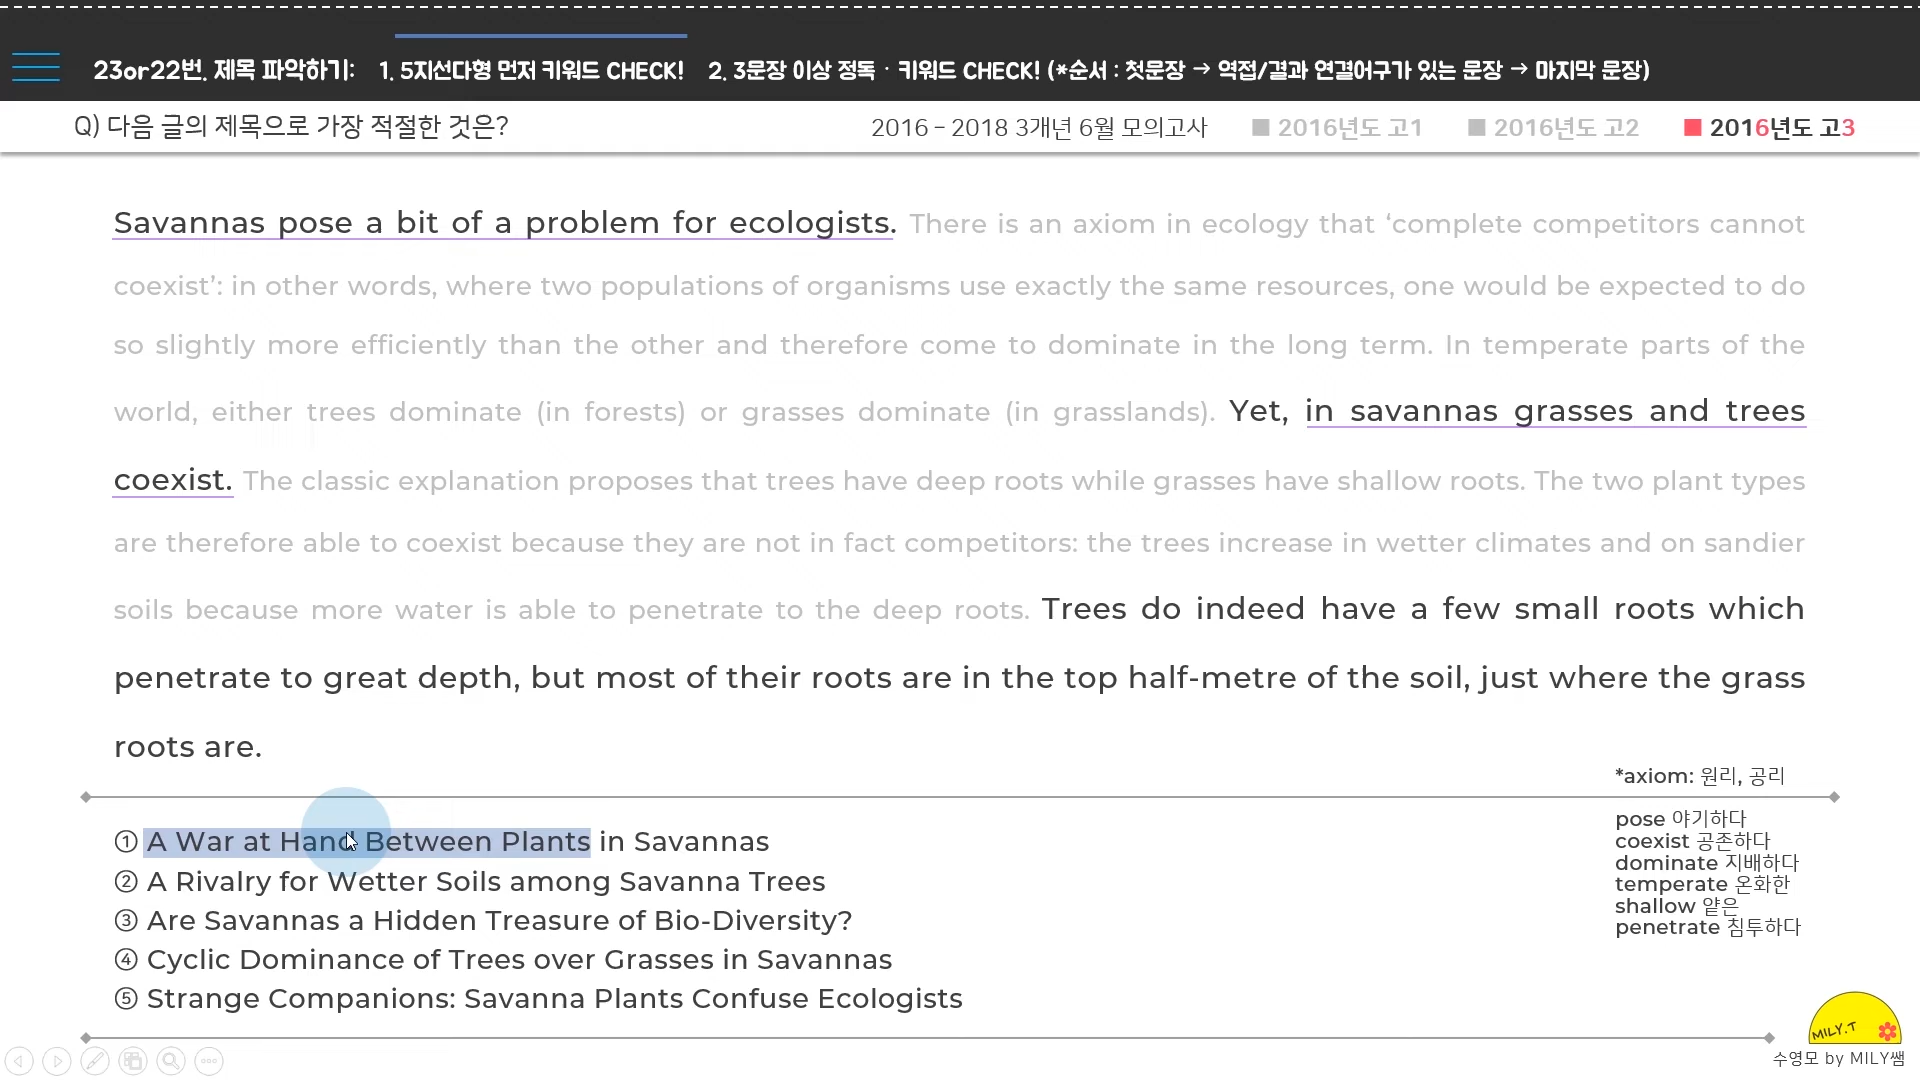 23or22번. 제목 파악하기: 1. 5지선다형 먼저 키워드 CHECK! 2. 3문장 이상 정독 · 키워드 CHECK! (*순서 : 첫문장 → 역접/결과 연결어구가 있는 문장 → 마지막 문장)
Q) 다음 글의 제목으로 가장 적절한 것은?
2016 – 2018 3개년 6월 모의고사 ■ 2016년도 고1 ■ 2016년도 고2 ■ 2016년도 고3
Savannas pose a bit of a problem for ecologists. There is an axiom in ecology that ‘complete competitors cannot
coexist’: in other words, where two populations of organisms use exactly the same resources, one would be expected to do
so slightly more efficiently than the other and therefore come to dominate in the long term. In temperate parts of the
world, either trees dominate (in forests) or grasses dominate (in grasslands). Yet, in savannas grasses and trees
coexist. The classic explanation proposes that trees have deep roots while grasses have shallow roots. The two plant types
are therefore able to coexist because they are not in fact competitors: the trees increase in wetter climates and on sandier
soils because more water is able to penetrate to the deep roots. Trees do indeed have a few small roots which
penetrate to great depth, but most of their roots are in the top half-metre of the soil, just where the grass
roots are.
*axiom: 원리, 공리
① A War at Hand Between Plants in Savannas
② A Rivalry for Wetter Soils among Savanna Trees
③ Are Savannas a Hidden Treasure of Bio-Diversity?
④ Cyclic Dominance of Trees over Grasses in Savannas
⑤ Strange Companions: Savanna Plants Confuse Ecologists
pose 야기하다
coexist 공존하다
dominate 지배하다
temperate 온화한
shallow 얕은
penetrate 침투하다
MILY.T
수영모 by MILY쌤